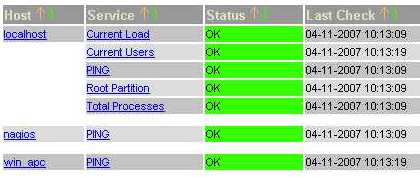 Host Service Status Last Check
localhost Current Load OK 04-11-2007 10:13:09
Current Users OK 04-11-2007 10:13:19
PING OK 04-11-2007 10:13:09
Root Partition OK 04-11-2007 10:13:09
Total Processes OK 04-11-2007 10:13:09
nagios PING OK 04-11-2007 10:13:09
win_apc PING OK 04-11-2007 10:13:19